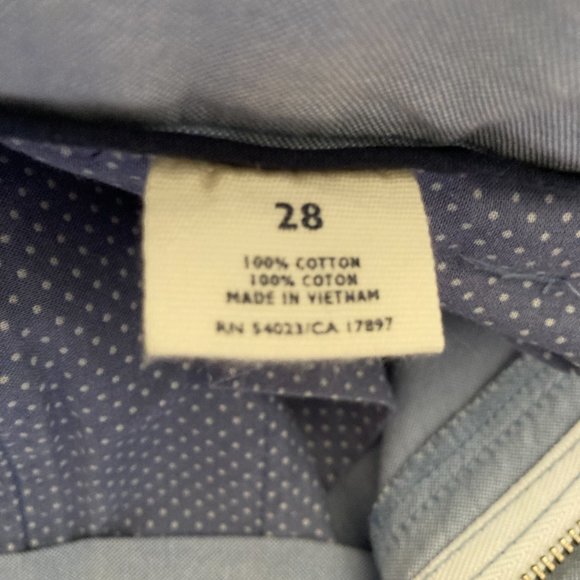 28
100% COTTON
100% COTON
MADE IN VIETNAM
RN 54023/CA 17897